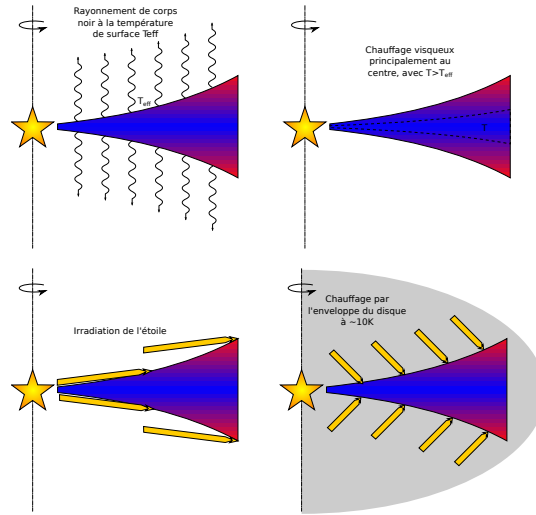 Rayonnement de corps
noir à la température
de surface Teff
Teff
Chauffage visqueux
principalement au
centre, avec T>Teff
T
Irradiation de l'étoile
Chauffage par
l'enveloppe du disque
à ~10K